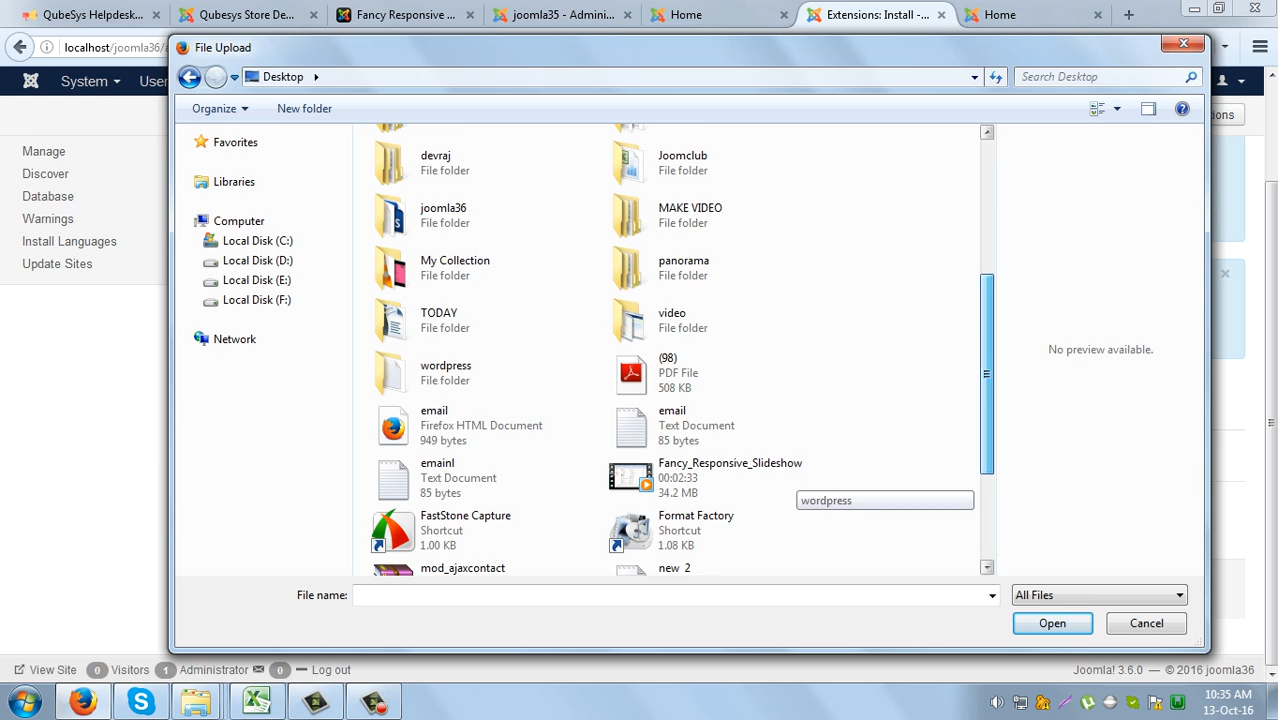 QubeSys Helpdesk...
Qubesys Store De...
Fancy Responsive ...
joomla35 - Admini...
Home
Extensions: Install -...
Home
localhost/joomla36/a
File Upload
System
User
Desktop
Search Desktop
Organize
New folder
ons
Manage
Discover
Database
Warnings
Install Languages
Update Sites
Favorites
Libraries
Computer
Local Disk (C:)
Local Disk (D:)
Local Disk (E:)
Local Disk (F:)
Network
devraj
File folder
Joomclub
File folder
joomla36
File folder
MAKE VIDEO
File folder
My Collection
File folder
panorama
File folder
TODAY
File folder
video
File folder
wordpress
File folder
(98)
PDF File
508 KB
email
Firefox HTML Document
949 bytes
email
Text Document
85 bytes
emainl
Text Document
85 bytes
Fancy_Responsive_Slideshow
00:02:33
34.2 MB
wordpress
FastStone Capture
Shortcut
1.00 KB
Format Factory
Shortcut
1.08 KB
mod_ajaxcontact
new 2
No preview available.
File name:
All Files
Open
Cancel
View Site
0 Visitors
1 Administrator
0
Log out
Joomla! 3.6.0 — © 2016 joomla36
10:35 AM
13-Oct-16